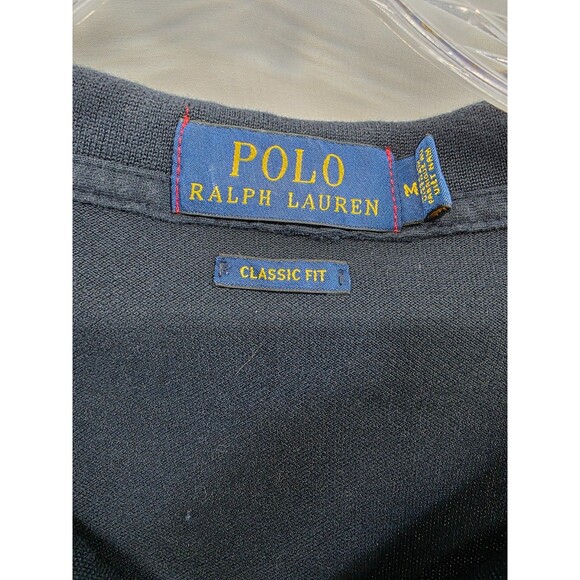 POLO
RALPH LAUREN
M
CLASSIC FIT